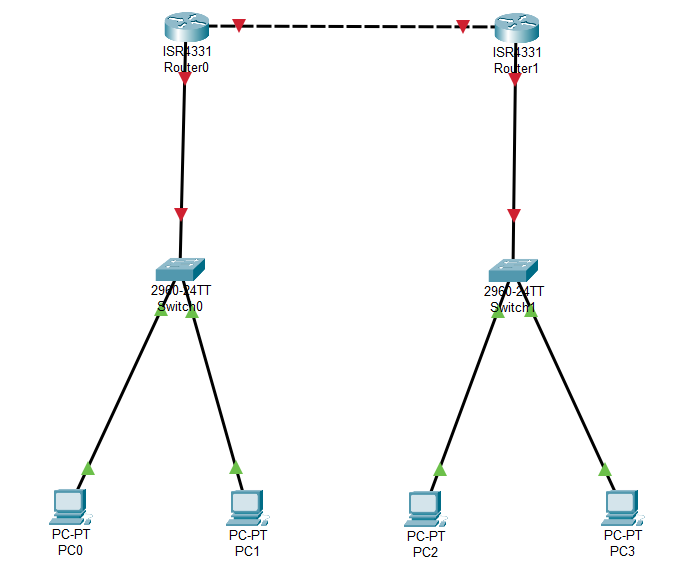 ISR4331
Router0
ISR4331
Router1
2960-24TT
Switch0
2960-24TT
Switch1
PC-PT
PC0
PC-PT
PC1
PC-PT
PC2
PC-PT
PC3